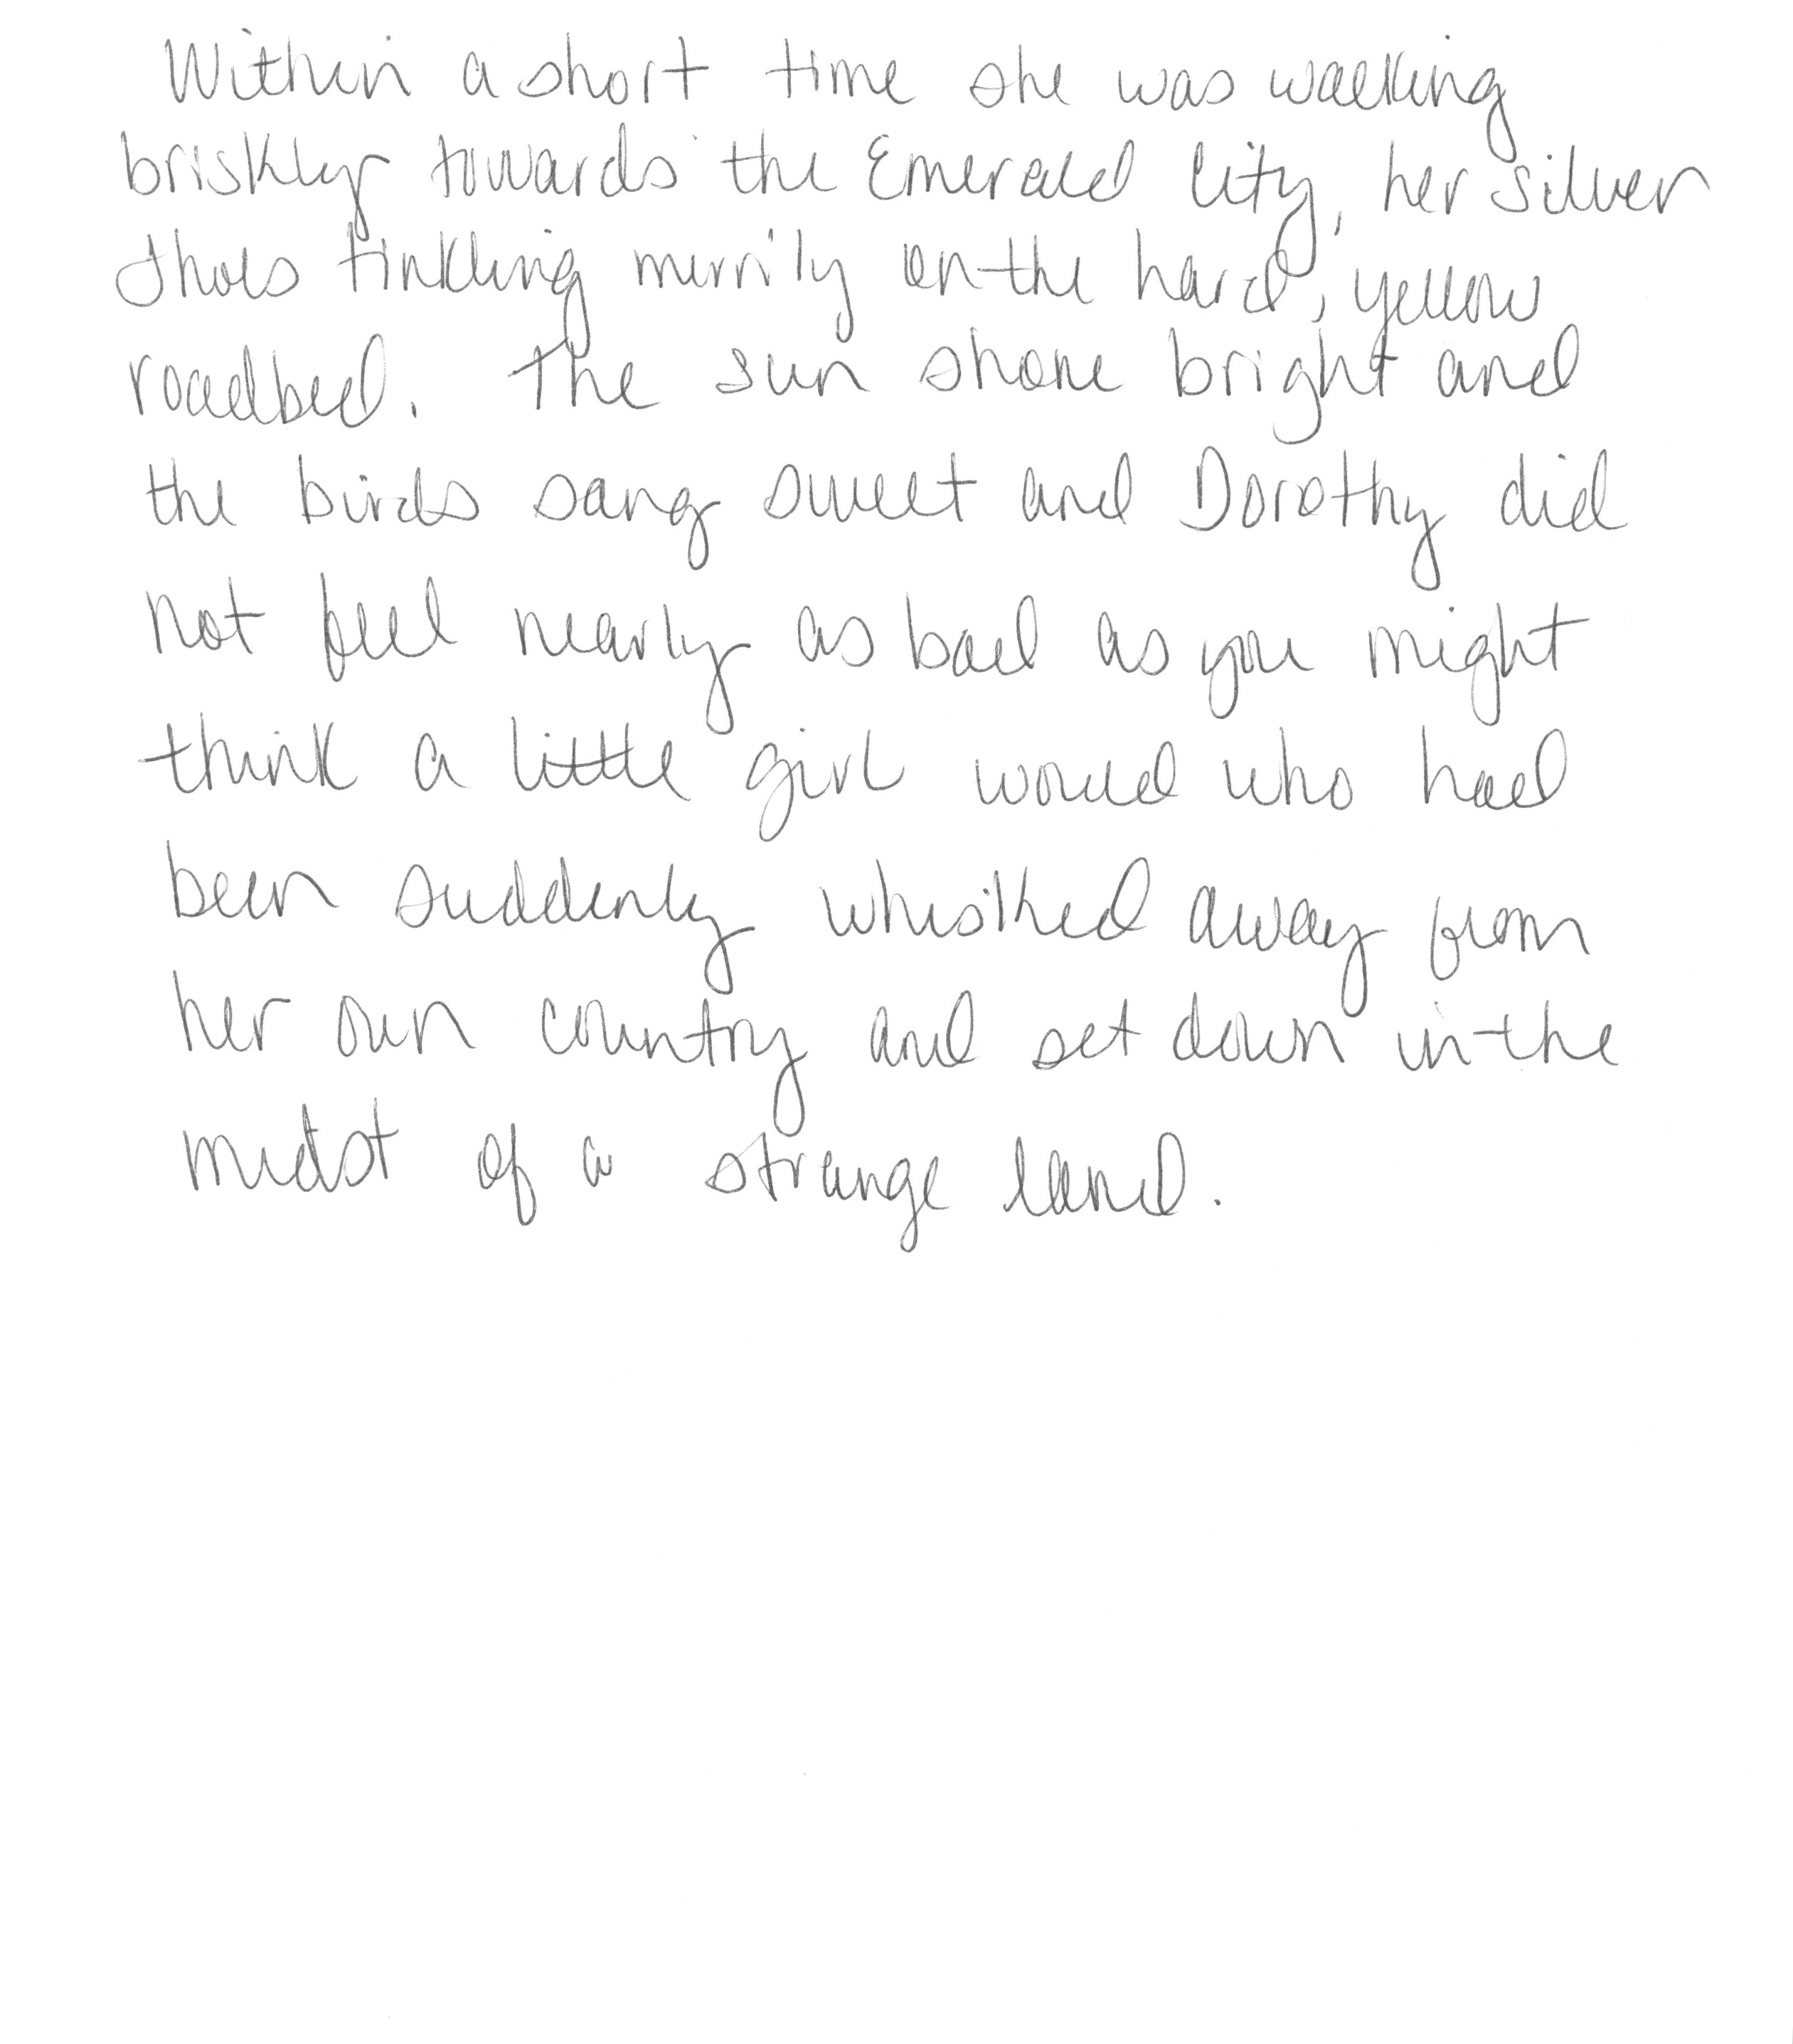 Within a short time she was walking
briskly towards the Emerald City, her silver
shoes tinkling merrily on the hard, yellow
roadbed. The sun shone bright and
the birds sang sweet and Dorothy did
not feel nearly as bad as you might
think a little girl would who had
been suddenly whisked away from
her own country and set down in the
midst of a strange land.